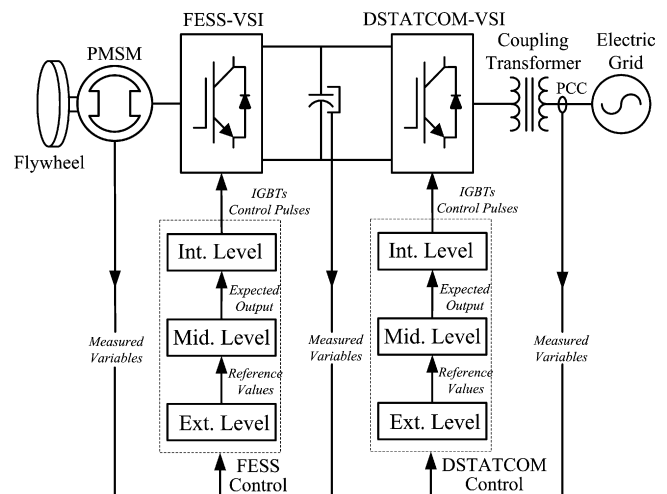 FESS-VSI
DSTATCOM-VSI
PMSM
Coupling
Transformer
Electric
Grid
PCC
Flywheel
IGBTs
Control Pulses
IGBTs
Control Pulses
Int. Level
Int. Level
Expected
Output
Expected
Output
Measured
Variables
Mid. Level
Measured
Variables
Mid. Level
Measured
Variables
Reference
Values
Reference
Values
Ext. Level
Ext. Level
FESS
Control
DSTATCOM
Control